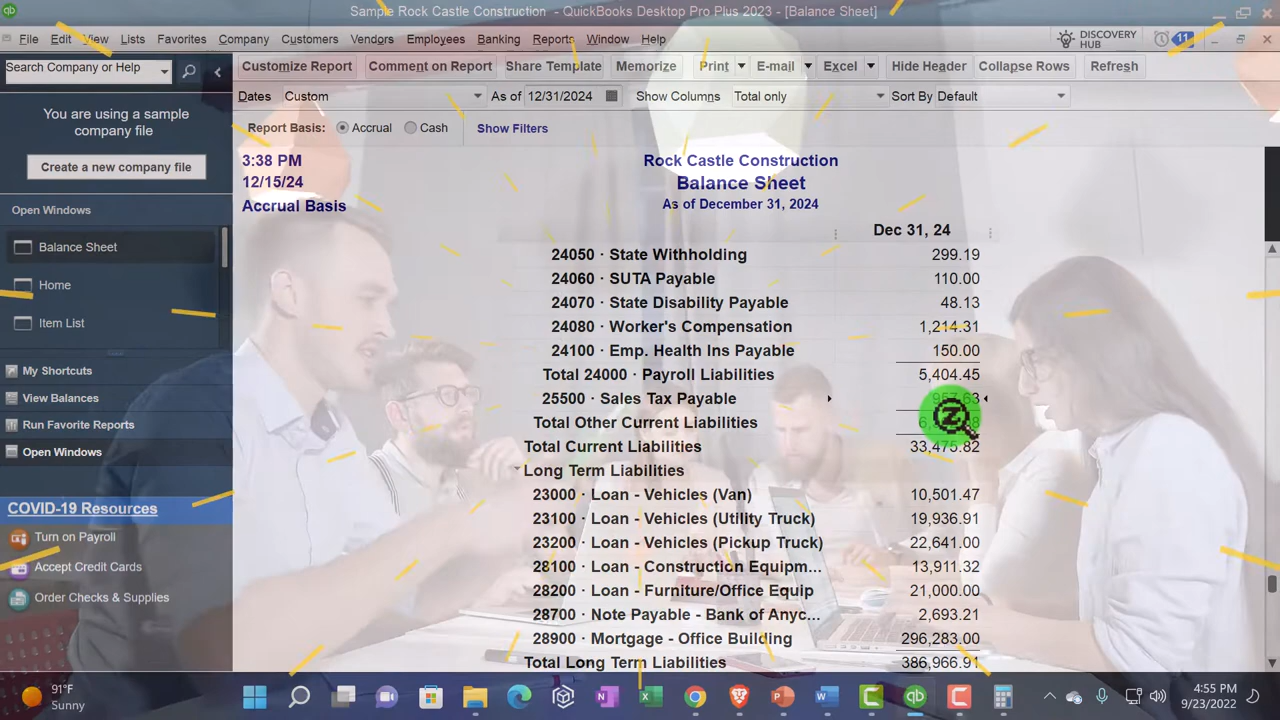 Sample Rock Castle Construction - QuickBooks Desktop Pro Plus 2023 - [Balance Sheet]
File Edit View Lists Favorites Company Customers Vendors Employees Banking Reports Window Help DISCOVERY HUB 11
Search Company or Help Customize Report Comment on Report Share Template Memorize Print E-mail Excel Hide Header Collapse Rows Refresh
Dates Custom As of 12/31/2024 Show Columns Total only Sort By Default
You are using a sample company file
Report Basis: Accrual Cash Show Filters
Create a new company file
3:38 PM Rock Castle Construction
12/15/24 Balance Sheet
Accrual Basis As of December 31, 2024
Open Windows
Balance Sheet
Home
Item List
My Shortcuts
View Balances
Run Favorite Reports
Open Windows
COVID-19 Resources
Turn on Payroll
Accept Credit Cards
Order Checks & Supplies
Dec 31, 24
24050 · State Withholding 299.19
24060 · SUTA Payable 110.00
24070 · State Disability Payable 48.13
24080 · Worker's Compensation 1,214.31
24100 · Emp. Health Ins Payable 150.00
Total 24000 · Payroll Liabilities 5,404.45
25500 · Sales Tax Payable
Total Other Current Liabilities
Total Current Liabilities 33,475.82
Long Term Liabilities
23000 · Loan - Vehicles (Van) 10,501.47
23100 · Loan - Vehicles (Utility Truck) 19,936.91
23200 · Loan - Vehicles (Pickup Truck) 22,641.00
28100 · Loan - Construction Equipm... 13,911.32
28200 · Loan - Furniture/Office Equip 21,000.00
28700 · Note Payable - Bank of Anyc... 2,693.21
28900 · Mortgage - Office Building 296,283.00
Total Long Term Liabilities 386,966.91
91°F
Sunny
4:55 PM
9/23/2022